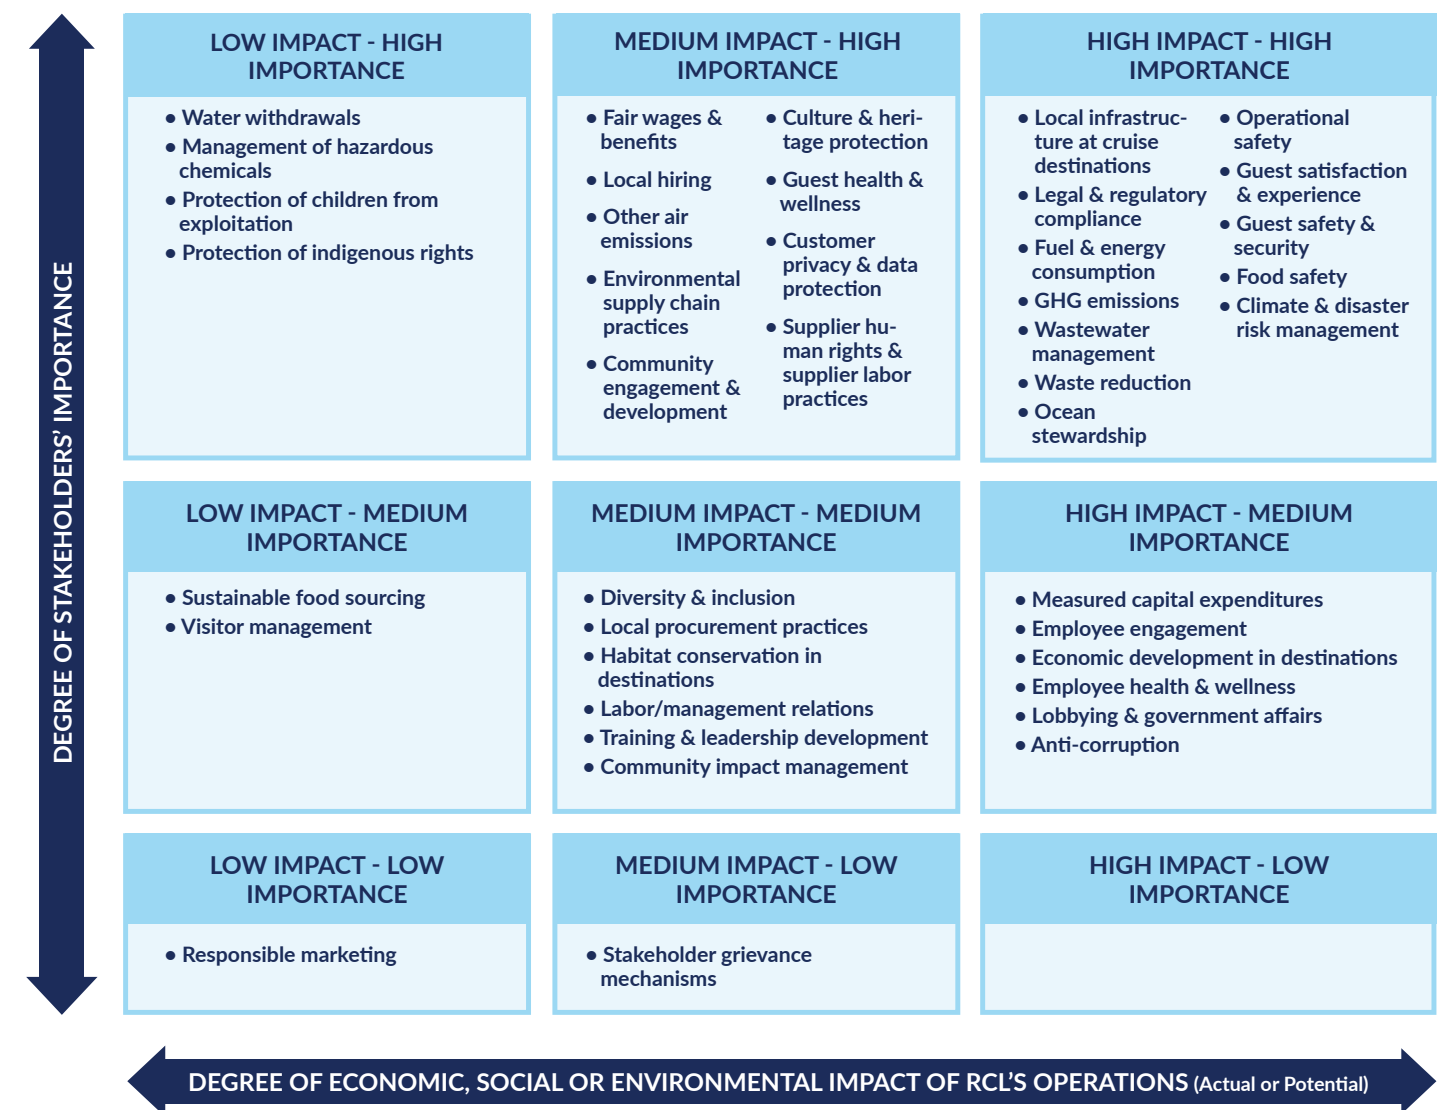 DEGREE OF STAKEHOLDERS’ IMPORTANCE
LOW IMPACT - HIGH
IMPORTANCE
• Water withdrawals
• Management of hazardous
chemicals
• Protection of children from
exploitation
• Protection of indigenous rights
MEDIUM IMPACT - HIGH
IMPORTANCE
• Fair wages &
benefits
• Local hiring
• Other air
emissions
• Environmental
supply chain
practices
• Community
engagement &
development
• Culture & heri-
tage protection
• Guest health &
wellness
• Customer
privacy & data
protection
• Supplier hu-
man rights &
supplier labor
practices
HIGH IMPACT - HIGH
IMPORTANCE
• Local infrastruc-
ture at cruise
destinations
• Legal & regulatory
compliance
• Fuel & energy
consumption
• GHG emissions
• Wastewater
management
• Waste reduction
• Ocean
stewardship
• Operational
safety
• Guest satisfaction
& experience
• Guest safety &
security
• Food safety
• Climate & disaster
risk management
LOW IMPACT - MEDIUM
IMPORTANCE
• Sustainable food sourcing
• Visitor management
MEDIUM IMPACT - MEDIUM
IMPORTANCE
• Diversity & inclusion
• Local procurement practices
• Habitat conservation in
destinations
• Labor/management relations
• Training & leadership development
• Community impact management
HIGH IMPACT - MEDIUM
IMPORTANCE
• Measured capital expenditures
• Employee engagement
• Economic development in destinations
• Employee health & wellness
• Lobbying & government affairs
• Anti-corruption
LOW IMPACT - LOW
IMPORTANCE
• Responsible marketing
MEDIUM IMPACT - LOW
IMPORTANCE
• Stakeholder grievance
mechanisms
HIGH IMPACT - LOW
IMPORTANCE
DEGREE OF ECONOMIC, SOCIAL OR ENVIRONMENTAL IMPACT OF RCL’S OPERATIONS (Actual or Potential)